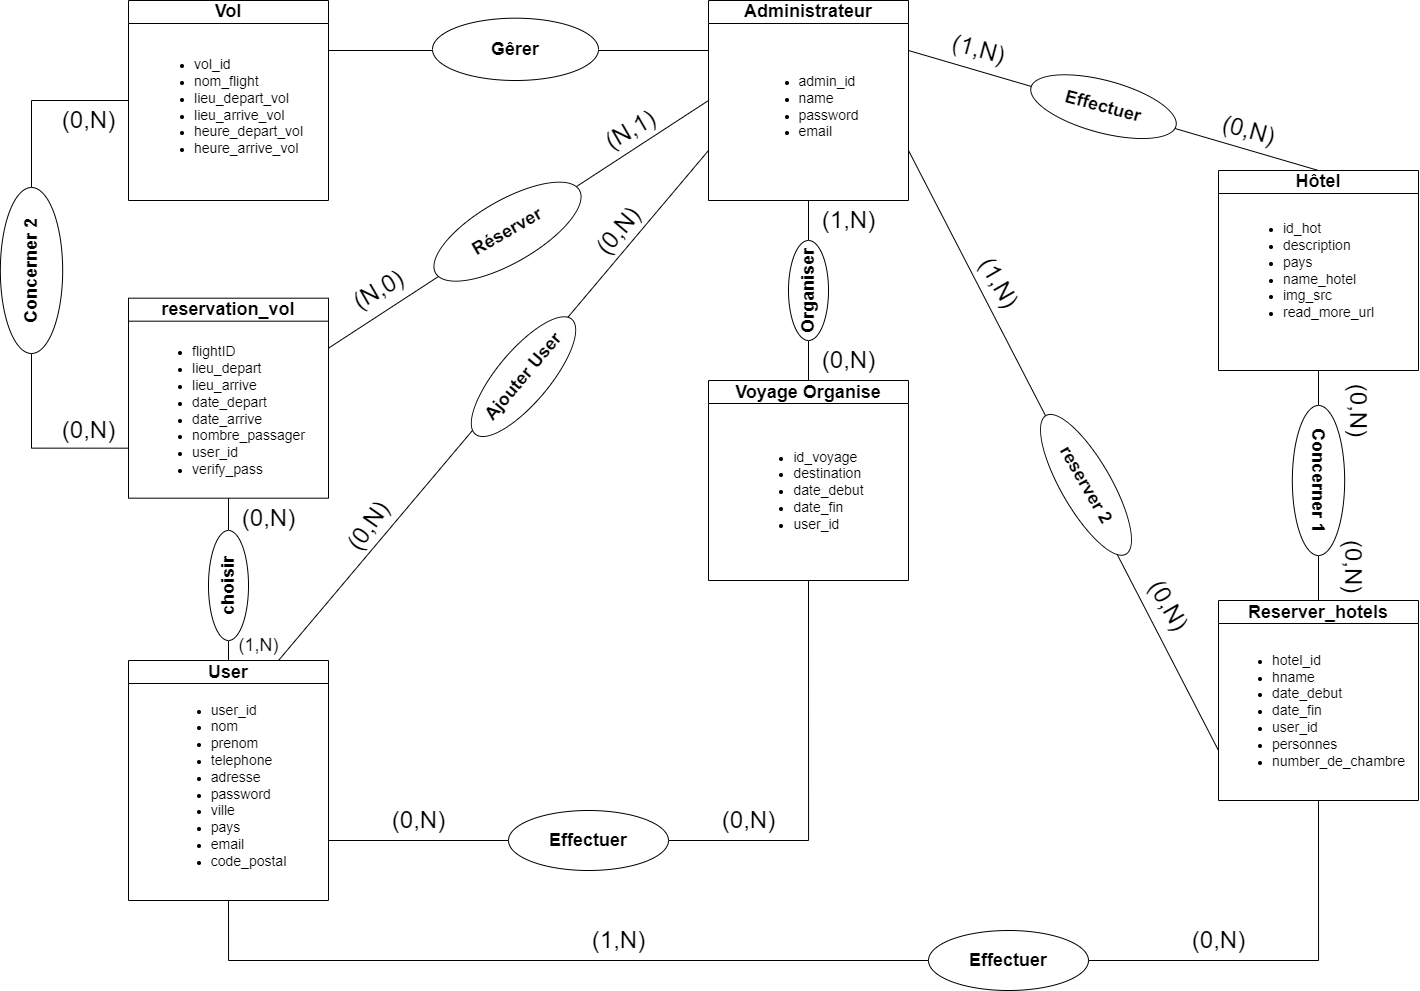 Vol
vol_id
nom_flight
lieu_depart_vol
lieu_arrive_vol
heure_depart_vol
heure_arrive_vol
Gêrer
Administrateur
admin_id
name
password
email
(1,N)
Effectuer
(0,N)
Hôtel
id_hot
description
pays
name_hotel
img_src
read_more_url
(0,N)
Concerner 2
(0,N)
(N,1)
Réserver
(N,0)
(0,N)
Ajouter User
(0,N)
(1,N)
Organiser
(0,N)
(1,N)
reserver 2
(0,N)
(0,N)
Concerner 1
(0,N)
reservation_vol
flightID
lieu_depart
lieu_arrive
date_depart
date_arrive
nombre_passager
user_id
verify_pass
Voyage Organise
id_voyage
destination
date_debut
date_fin
user_id
(0,N)
choisir
(1,N)
Reserver_hotels
hotel_id
hname
date_debut
date_fin
user_id
personnes
number_de_chambre
User
user_id
nom
prenom
telephone
adresse
password
ville
pays
email
code_postal
(0,N)
Effectuer
(0,N)
(1,N)
Effectuer
(0,N)